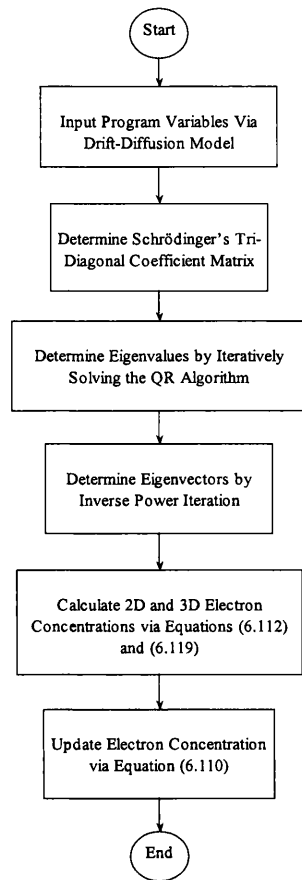 Start
Input Program Variables Via
Drift-Diffusion Model
Determine Schrödinger's Tri-
Diagonal Coefficient Matrix
Determine Eigenvalues by Iteratively
Solving the QR Algorithm
Determine Eigenvectors by
Inverse Power Iteration
Calculate 2D and 3D Electron
Concentrations via Equations (6.112)
and (6.119)
Update Electron Concentration
via Equation (6.110)
End